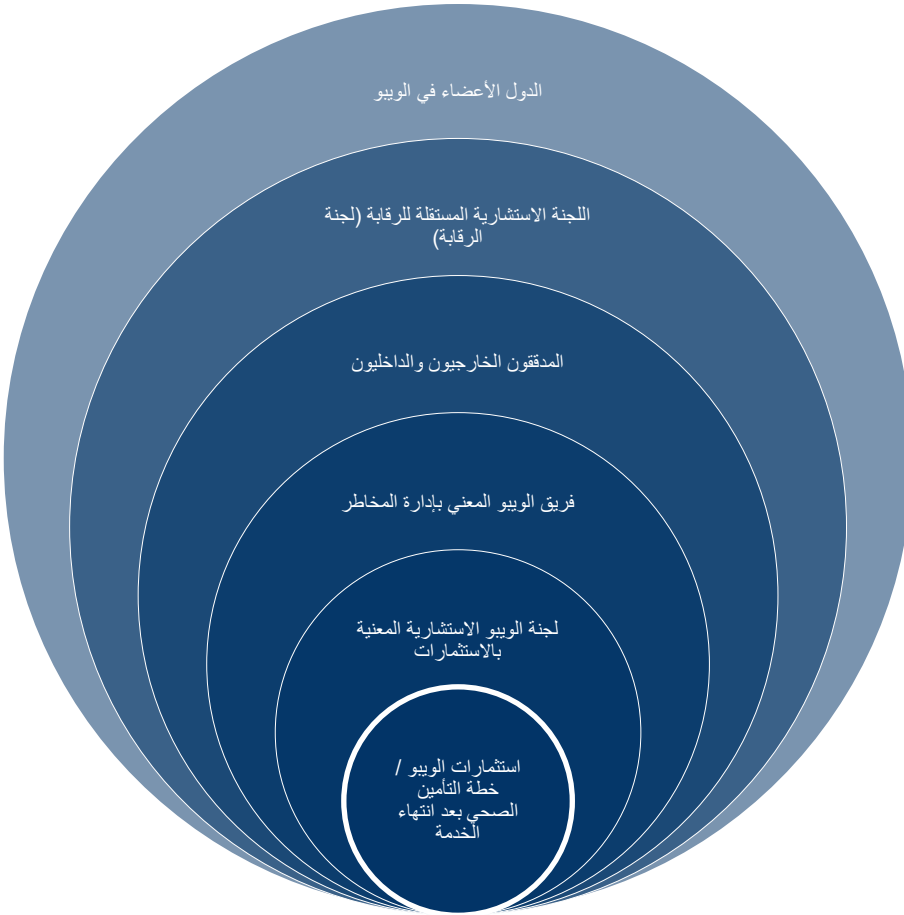 الدول الأعضاء في الويبو
اللجنة الاستشارية المستقلة للرقابة (لجنة
الرقابة)
المدققون الخارجيون والداخليون
فريق الويبو المعني بإدارة المخاطر
لجنة الويبو الاستشارية المعنية
بالاستثمارات
استثمارات الويبو /
خطة التأمين
الصحي بعد انتهاء
الخدمة